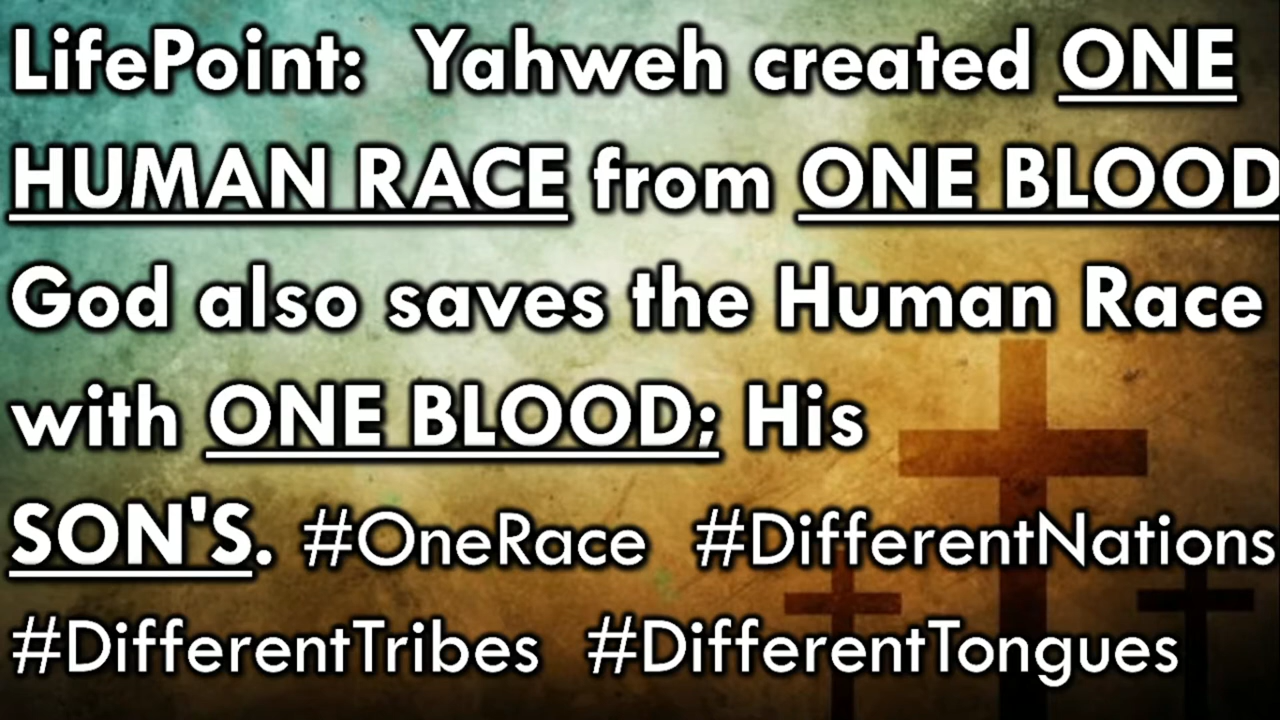 LifePoint: Yahweh created ONE
HUMAN RACE from ONE BLOOD
God also saves the Human Race
with ONE BLOOD; His
SON'S. #OneRace #DifferentNations
#DifferentTribes #DifferentTongues